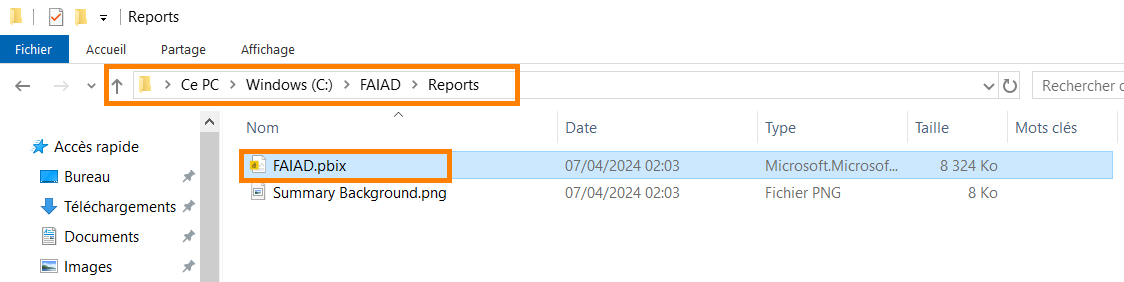 Reports
Fichier Accueil Partage Affichage
Ce PC Windows (C:) FAIAD Reports Rechercher d
Nom Date Type Taille Mots clés
Accès rapide
Bureau
Téléchargements
Documents
Images
FAIAD.pbix 07/04/2024 02:03 Microsoft.Microsof... 8 324 Ko
Summary Background.png 07/04/2024 02:03 Fichier PNG 8 Ko